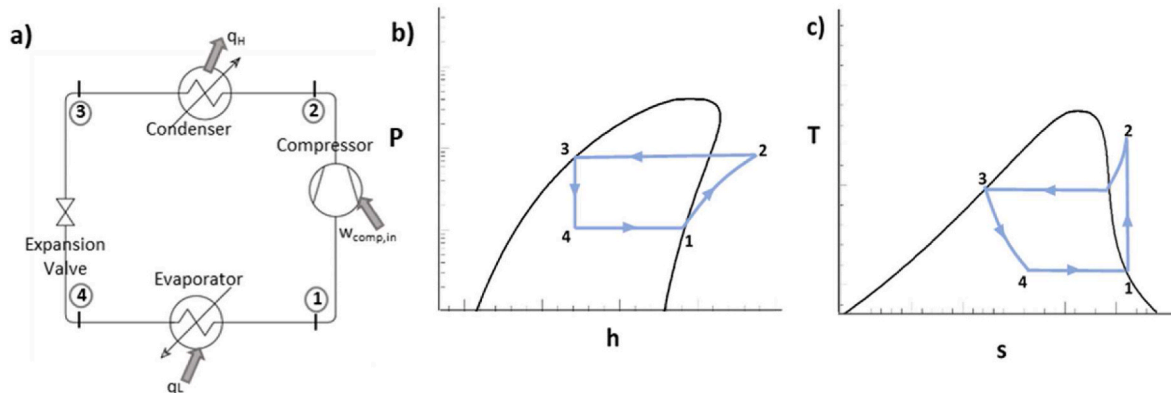 a)
qH
3
2
Condenser
Compressor
wcomp,in
Expansion
Valve
Evaporator
4
1
qL
b)
P
3
2
4
1
h
c)
T
2
3
4
1
s